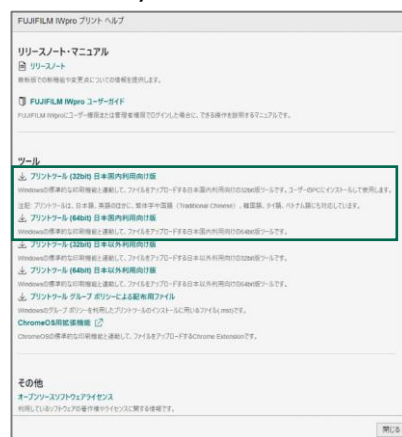 FUJIFILM IWpro プリント ヘルプ
リリースノート・マニュアル
リリースノート
新版での新機能や変更点についての情報を提供します。
FUJIFILM IWpro ユーザーガイド
FUJIFILM IWproにユーザー権限または管理者権限でログインした場合に、できる操作を説明するマニュアルです。
ツール
プリントツール (32bit) 日本国内利用向け版
Windowsの標準的な印刷機能と連動して、ファイルをアップロードする日本国内利用向けの32bit版ツールです。ユーザーのPCにインストールして使用します。
注記: プリントツールは、日本語、英語のほかに、繁体字中国語 (Traditional Chinese) 、韓国語、タイ語、ベトナム語にも対応しています。
プリントツール (64bit) 日本国内利用向け版
Windowsの標準的な印刷機能と連動して、ファイルをアップロードする日本国内利用向けの64bit版ツールです。
プリントツール (32bit) 日本以外利用向け版
Windowsの標準的な印刷機能と連動して、ファイルをアップロードする日本以外利用向けの32bit版ツールです。
プリントツール (64bit) 日本以外利用向け版
Windowsの標準的な印刷機能と連動して、ファイルをアップロードする日本以外利用向けの64bit版ツールです。
プリントツール グループ ポリシーによる配布用ファイル
Windowsのグループ ポリシーを利用したプリントツールのインストールに用いるファイル(.mst)です。
ChromeOS用拡張機能
ChromeOSの標準的な印刷機能と連動して、ファイルをアップロードするChrome Extensionです。
その他
オープンソースソフトウェアライセンス
利用しているソフトウェアの著作権やライセンスに関する情報です。
閉じる